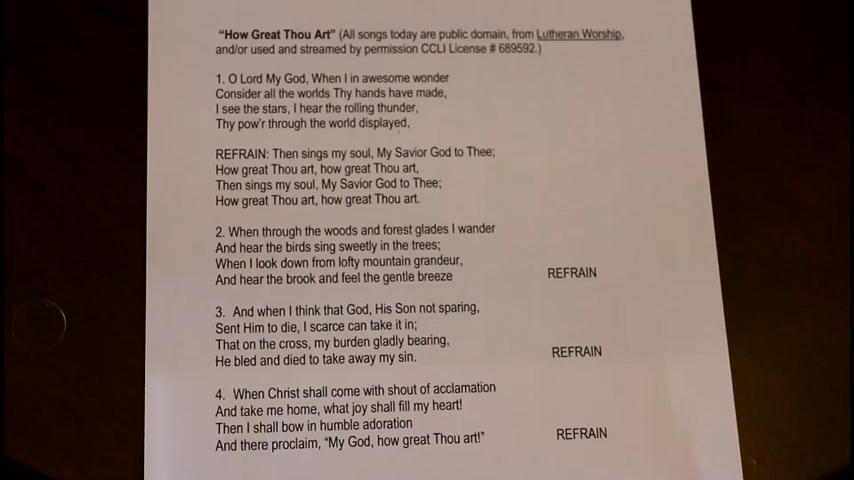 "How Great Thou Art" (All songs today are public domain, from Lutheran Worship,
and/or used and streamed by permission CCLI License # 689592.)
1. O Lord My God, When I in awesome wonder
Consider all the worlds Thy hands have made,
I see the stars, I hear the rolling thunder,
Thy pow'r through the world displayed,
REFRAIN: Then sings my soul, My Savior God to Thee;
How great Thou art, how great Thou art,
Then sings my soul, My Savior God to Thee;
How great Thou art, how great Thou art.
2. When through the woods and forest glades I wander
And hear the birds sing sweetly in the trees;
When I look down from lofty mountain grandeur,
And hear the brook and feel the gentle breeze REFRAIN
3. And when I think that God, His Son not sparing,
Sent Him to die, I scarce can take it in;
That on the cross, my burden gladly bearing,
He bled and died to take away my sin. REFRAIN
4. When Christ shall come with shout of acclamation
And take me home, what joy shall fill my heart!
Then I shall bow in humble adoration
And there proclaim, "My God, how great Thou art!" REFRAIN